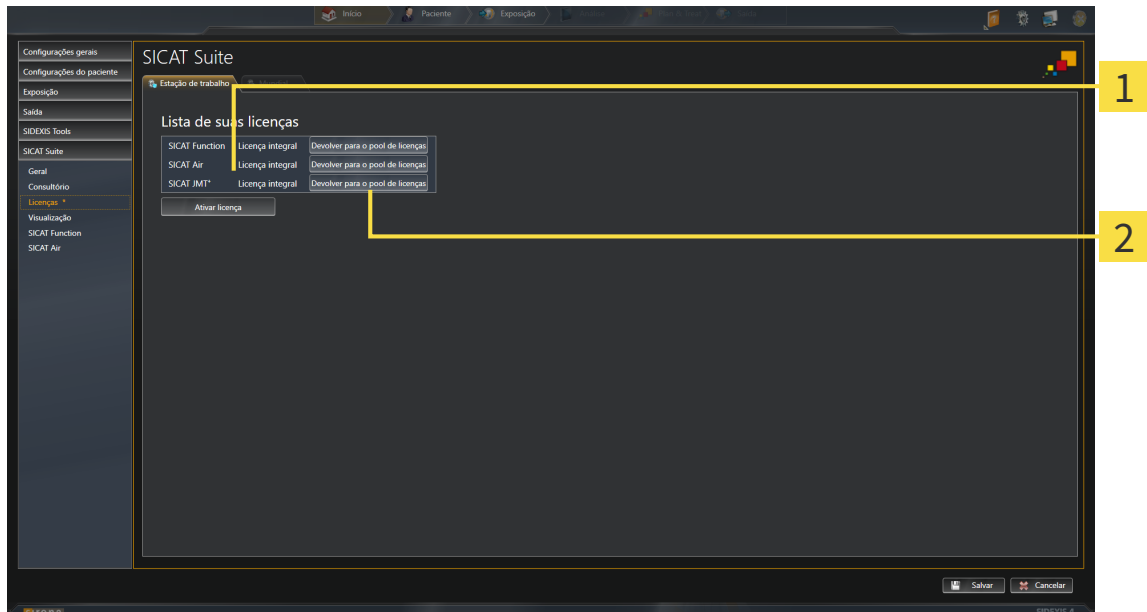 Início Paciente Exposição
Configurações gerais
Configurações do paciente
Exposição
Saída
SIDEXIS Tools
SICAT Suite
Geral
Consultório
Licenças *
Visualização
SICAT Function
SICAT Air
SICAT Suite
Estação de trabalho
Lista de suas licenças
SICAT Function Licença integral Devolver para o pool de licenças
SICAT Air Licença integral Devolver para o pool de licenças
SICAT JMT⁺ Licença integral Devolver para o pool de licenças
Ativar licença
1
2
Salvar Cancelar
SIDEXIS 4